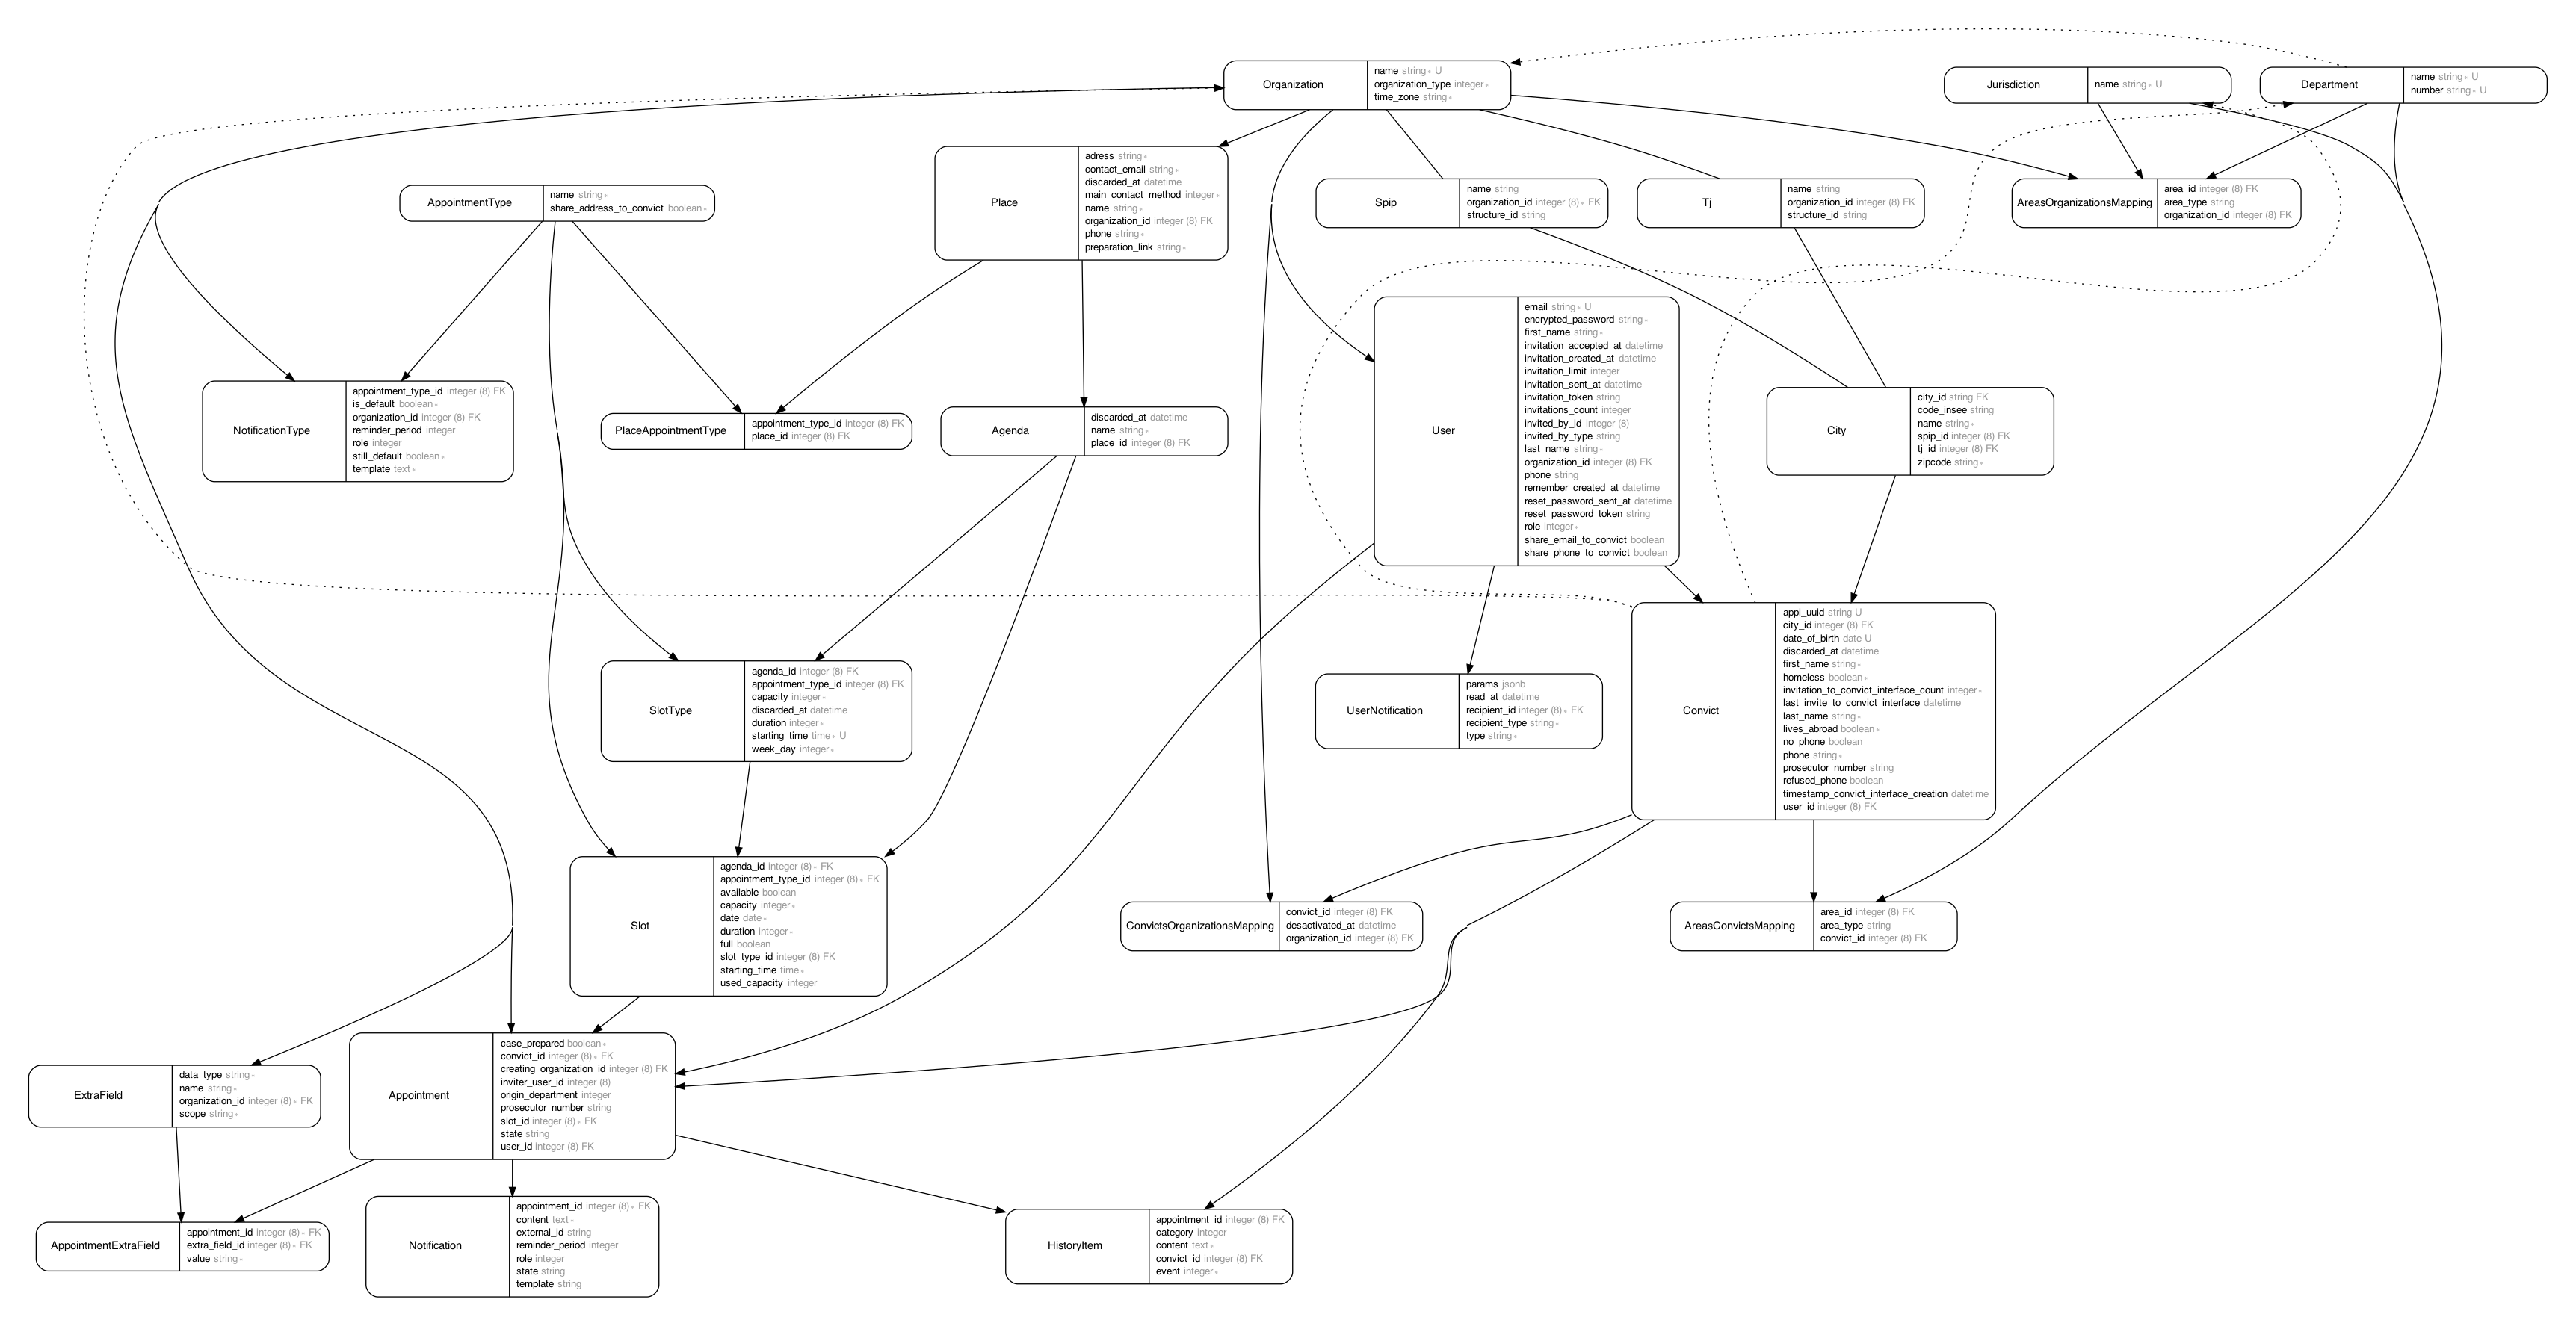 Organization
name string∗ U
organization_type integer∗
time_zone string∗
Jurisdiction
name string∗ U
Department
name string∗ U
number string∗ U
AppointmentType
name string∗
share_address_to_convict boolean∗
Place
adress string∗
contact_email string∗
discarded_at datetime
main_contact_method integer∗
name string∗
organization_id integer (8) FK
phone string∗
preparation_link string∗
Spip
name string
organization_id integer (8)∗ FK
structure_id string
Tj
name string
organization_id integer (8) FK
structure_id string
AreasOrganizationsMapping
area_id integer (8) FK
area_type string
organization_id integer (8) FK
NotificationType
appointment_type_id integer (8) FK
is_default boolean∗
organization_id integer (8) FK
reminder_period integer
role integer
still_default boolean∗
template text∗
PlaceAppointmentType
appointment_type_id integer (8) FK
place_id integer (8) FK
Agenda
discarded_at datetime
name string∗
place_id integer (8) FK
User
email string∗ U
encrypted_password string∗
first_name string∗
invitation_accepted_at datetime
invitation_created_at datetime
invitation_limit integer
invitation_sent_at datetime
invitation_token string
invitations_count integer
invited_by_id integer (8)
invited_by_type string
last_name string∗
organization_id integer (8) FK
phone string
remember_created_at datetime
reset_password_sent_at datetime
reset_password_token string
role integer∗
share_email_to_convict boolean
share_phone_to_convict boolean
City
city_id string FK
code_insee string
name string∗
spip_id integer (8) FK
tj_id integer (8) FK
zipcode string∗
SlotType
agenda_id integer (8) FK
appointment_type_id integer (8) FK
capacity integer∗
discarded_at datetime
duration integer∗
starting_time time∗ U
week_day integer∗
UserNotification
params jsonb
read_at datetime
recipient_id integer (8)∗ FK
recipient_type string∗
type string∗
Convict
appi_uuid string U
city_id integer (8) FK
date_of_birth date U
discarded_at datetime
first_name string∗
homeless boolean∗
invitation_to_convict_interface_count integer∗
last_invite_to_convict_interface datetime
last_name string∗
lives_abroad boolean∗
no_phone boolean
phone string∗
prosecutor_number string
refused_phone boolean
timestamp_convict_interface_creation datetime
user_id integer (8) FK
Slot
agenda_id integer (8)∗ FK
appointment_type_id integer (8)∗ FK
available boolean
capacity integer∗
date date∗
duration integer∗
full boolean
slot_type_id integer (8) FK
starting_time time∗
used_capacity integer
ConvictsOrganizationsMapping
convict_id integer (8) FK
desactivated_at datetime
organization_id integer (8) FK
AreasConvictsMapping
area_id integer (8) FK
area_type string
convict_id integer (8) FK
ExtraField
data_type string∗
name string∗
organization_id integer (8)∗ FK
scope string∗
Appointment
case_prepared boolean∗
convict_id integer (8)∗ FK
creating_organization_id integer (8) FK
inviter_user_id integer (8)
origin_department integer
prosecutor_number string
slot_id integer (8)∗ FK
state string
user_id integer (8) FK
AppointmentExtraField
appointment_id integer (8)∗ FK
extra_field_id integer (8)∗ FK
value string∗
Notification
appointment_id integer (8)∗ FK
content text∗
external_id string
reminder_period integer
role integer
state string
template string
HistoryItem
appointment_id integer (8) FK
category integer
content text∗
convict_id integer (8) FK
event integer∗